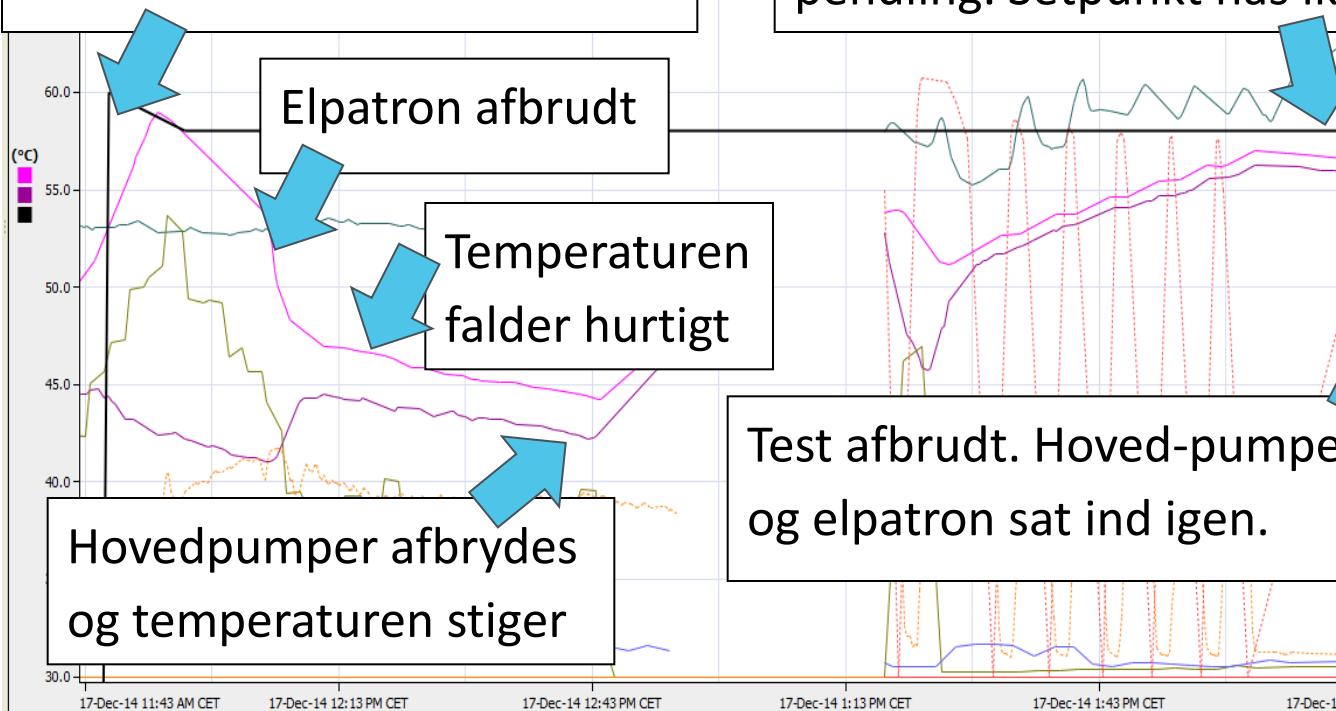 60.0
(°C)
55.0
50.0
45.0
40.0
30.0
Elpatron afbrudt
Temperaturen
falder hurtigt
Test afbrudt. Hoved-pumpe
og elpatron sat ind igen.
Hovedpumper afbrydes
og temperaturen stiger
17-Dec-14 11:43 AM CET
17-Dec-14 12:13 PM CET
17-Dec-14 12:43 PM CET
17-Dec-14 1:13 PM CET
17-Dec-14 1:43 PM CET
17-Dec-1